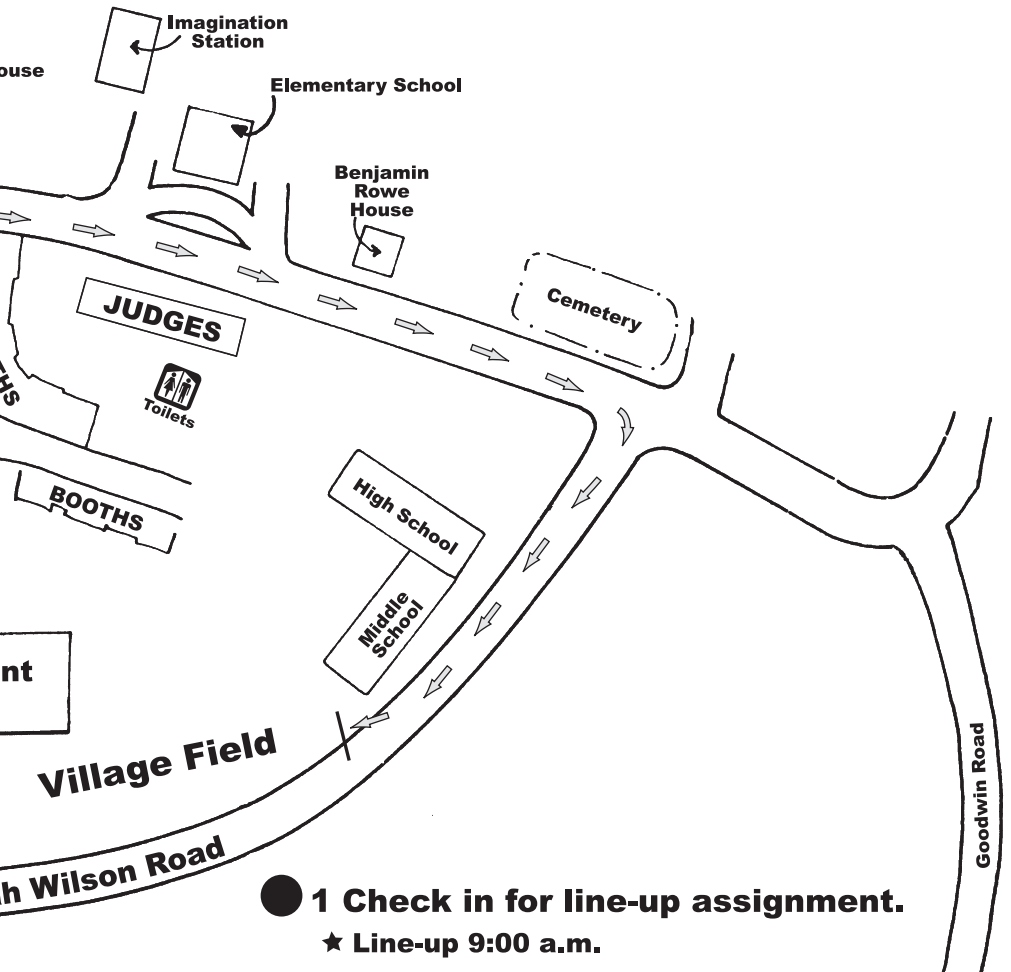 Imagination
Station
ouse
Elementary School
Benjamin
Rowe
House
Cemetery
JUDGES
Toilets
THS
BOOTHS
High School
Middle
School
nt
Village Field
h Wilson Road
Goodwin Road
1 Check in for line-up assignment.
★ Line-up 9:00 a.m.